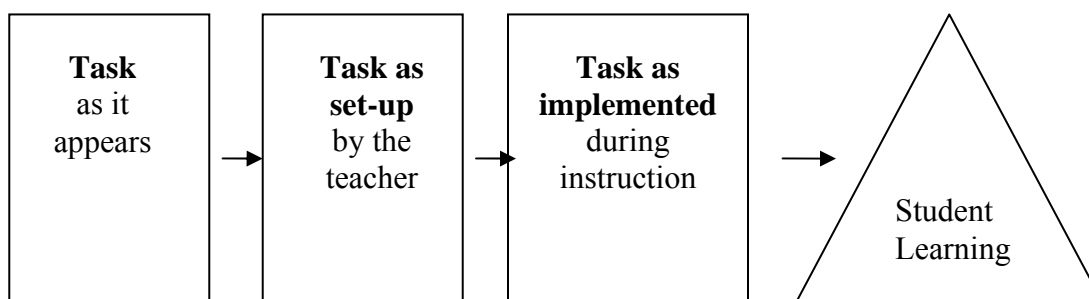 Task
as it
appears
Task as
set-up
by the
teacher
Task as
implemented
during
instruction
Student
Learning